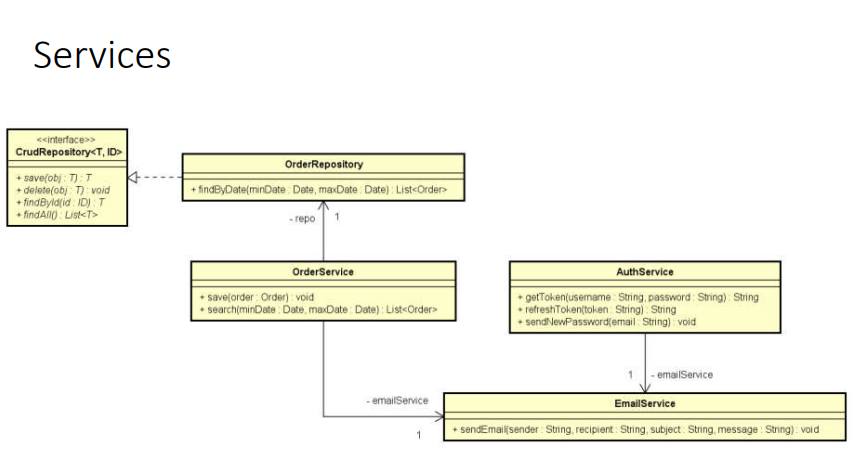 Services
<<interface>>
CrudRepository<T, ID>
+ save(obj : T) : T
+ delete(obj : T) : void
+ findById(id : ID) : T
+ findAll() : List<T>
OrderRepository
+ findByDate(minDate : Date, maxDate : Date) : List<Order>
- repo
1
OrderService
+ save(order : Order) : void
+ search(minDate : Date, maxDate : Date) : List<Order>
AuthService
+ getToken(username : String, password : String) : String
+ refreshToken(token : String) : String
+ sendNewPassword(email : String) : void
1
- emailService
- emailService
1
EmailService
+ sendEmail(sender : String, recipient : String, subject : String, message : String) : void